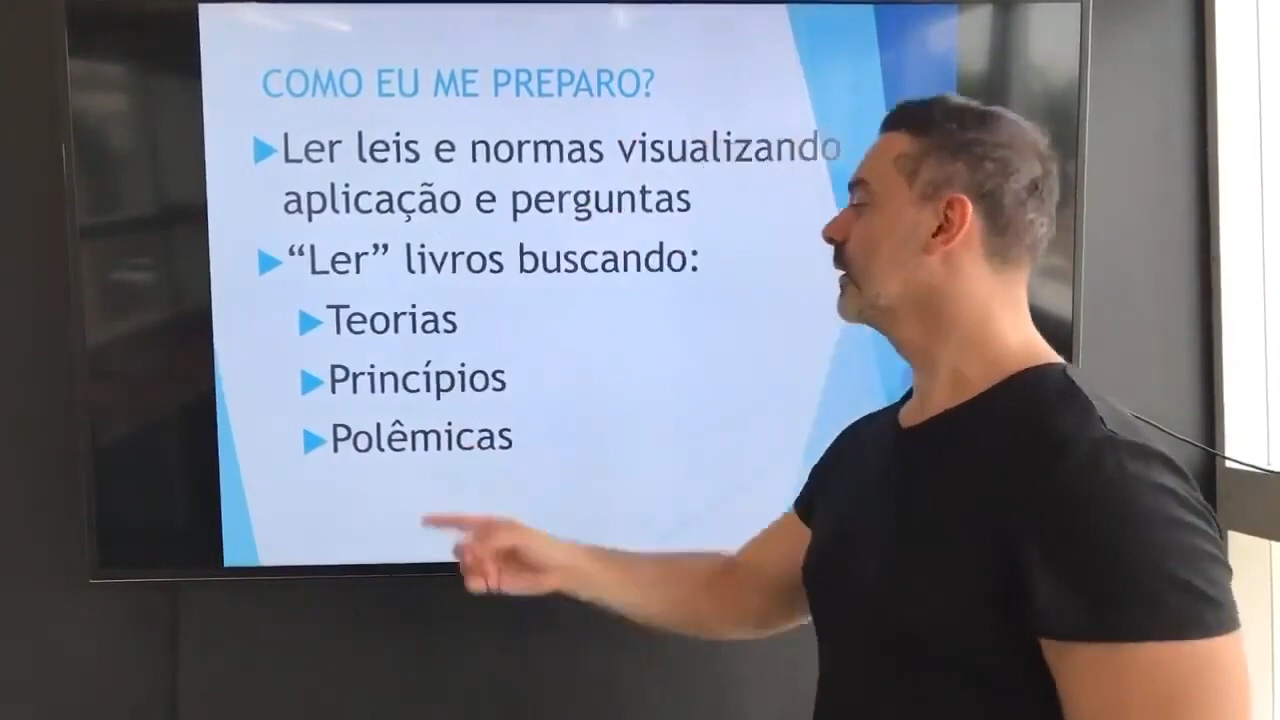 COMO EU ME PREPARO?
Ler leis e normas visualizando
aplicação e perguntas
“Ler” livros buscando:
Teorias
Princípios
Polêmicas